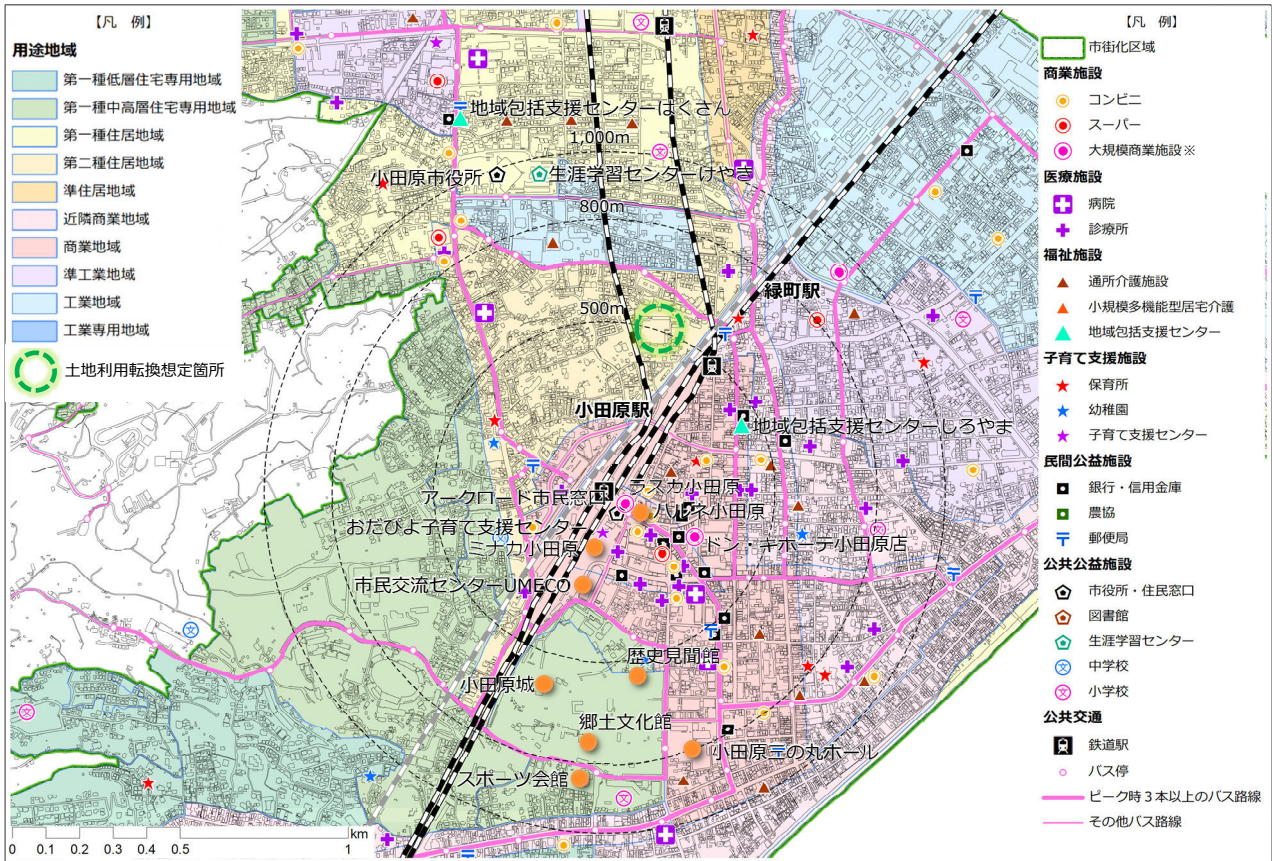 【凡　例】
用途地域
第一種低層住宅専用地域
第一種中高層住宅専用地域
第一種住居地域
第二種住居地域
準住居地域
近隣商業地域
商業地域
準工業地域
工業地域
工業専用地域
土地利用転換想定箇所
地域包括支援センターはくさん
1,000m
小田原市役所
生涯学習センターけやき
800m
緑町駅
500m
小田原駅
地域包括支援センターしろやま
ラスカ小田原
アークロード市民窓口
ハルネ小田原
おだぴよ子育て支援センター
ミナカ小田原
ドン・キホーテ小田原店
市民交流センターUMECO
歴史見聞館
小田原城
郷土文化館
小田原三の丸ホール
スポーツ会館
km
0 0.1 0.2 0.3 0.4 0.5 1
【凡　例】
市街化区域
商業施設
コンビニ
スーパー
大規模商業施設※
医療施設
病院
診療所
福祉施設
通所介護施設
小規模多機能型居宅介護
地域包括支援センター
子育て支援施設
保育所
幼稚園
子育て支援センター
民間公益施設
銀行・信用金庫
農協
郵便局
公共公益施設
市役所・住民窓口
図書館
生涯学習センター
文 中学校
文 小学校
公共交通
鉄道駅
バス停
ピーク時３本以上のバス路線
その他バス路線